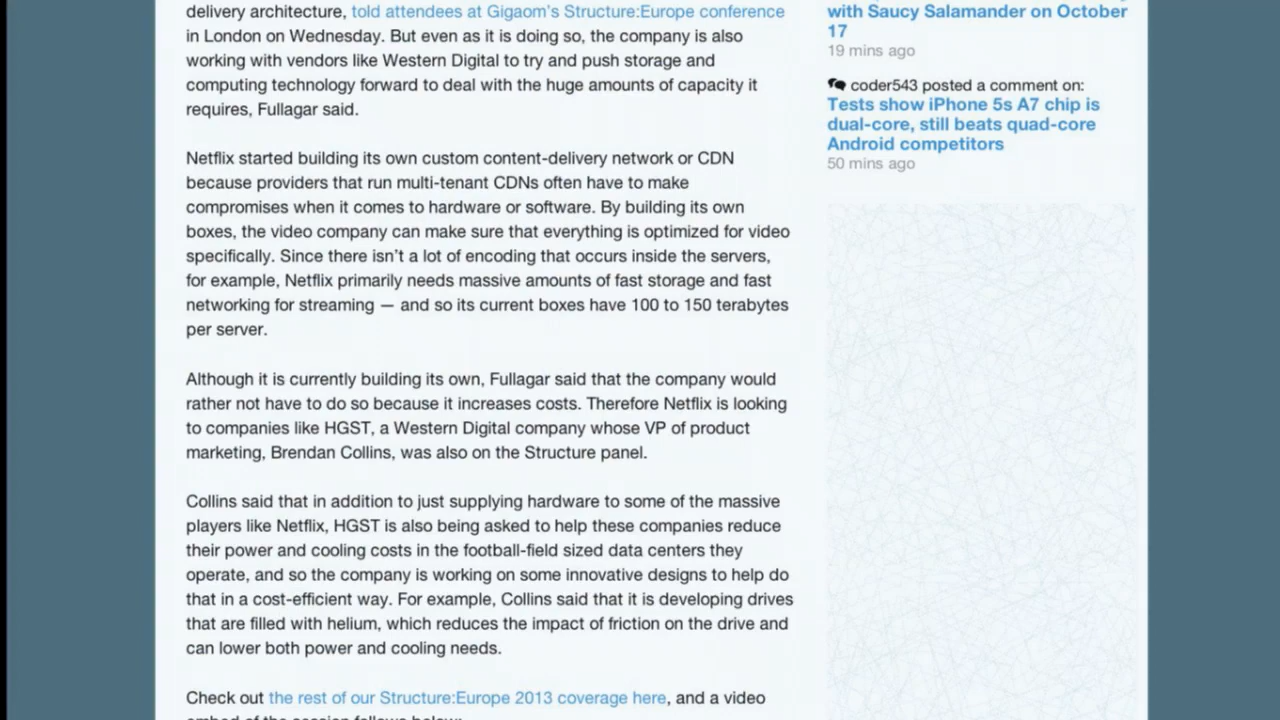 delivery architecture, told attendees at Gigaom's Structure:Europe conference
in London on Wednesday. But even as it is doing so, the company is also
working with vendors like Western Digital to try and push storage and
computing technology forward to deal with the huge amounts of capacity it
requires, Fullagar said.
Netflix started building its own custom content-delivery network or CDN
because providers that run multi-tenant CDNs often have to make
compromises when it comes to hardware or software. By building its own
boxes, the video company can make sure that everything is optimized for video
specifically. Since there isn't a lot of encoding that occurs inside the servers,
for example, Netflix primarily needs massive amounts of fast storage and fast
networking for streaming — and so its current boxes have 100 to 150 terabytes
per server.
Although it is currently building its own, Fullagar said that the company would
rather not have to do so because it increases costs. Therefore Netflix is looking
to companies like HGST, a Western Digital company whose VP of product
marketing, Brendan Collins, was also on the Structure panel.
Collins said that in addition to just supplying hardware to some of the massive
players like Netflix, HGST is also being asked to help these companies reduce
their power and cooling costs in the football-field sized data centers they
operate, and so the company is working on some innovative designs to help do
that in a cost-efficient way. For example, Collins said that it is developing drives
that are filled with helium, which reduces the impact of friction on the drive and
can lower both power and cooling needs.
Check out the rest of our Structure:Europe 2013 coverage here, and a video
embed of the session follows below:
with Saucy Salamander on October
17
19 mins ago
coder543 posted a comment on:
Tests show iPhone 5s A7 chip is
dual-core, still beats quad-core
Android competitors
50 mins ago